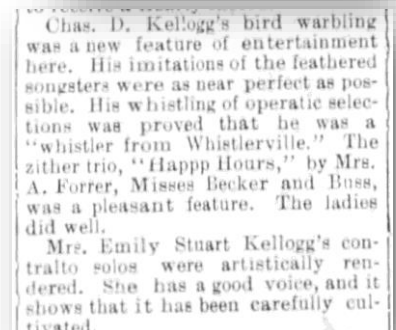 Chas. D. Kellogg's bird warbling
was a new feature of entertainment
here. His imitations of the feathered
songsters were as near perfect as pos-
sible. His whistling of operatic selec-
tions was proved that he was a
"whistler from Whistlerville." The
zither trio, "Happp Hours," by Mrs.
A. Forrer, Misses Becker and Buss,
was a pleasant feature. The ladies
did well.
Mrs. Emily Stuart Kellogg's con-
tralto solos were artistically ren-
dered. She has a good voice, and it
shows that it has been carefully cul-
tivated